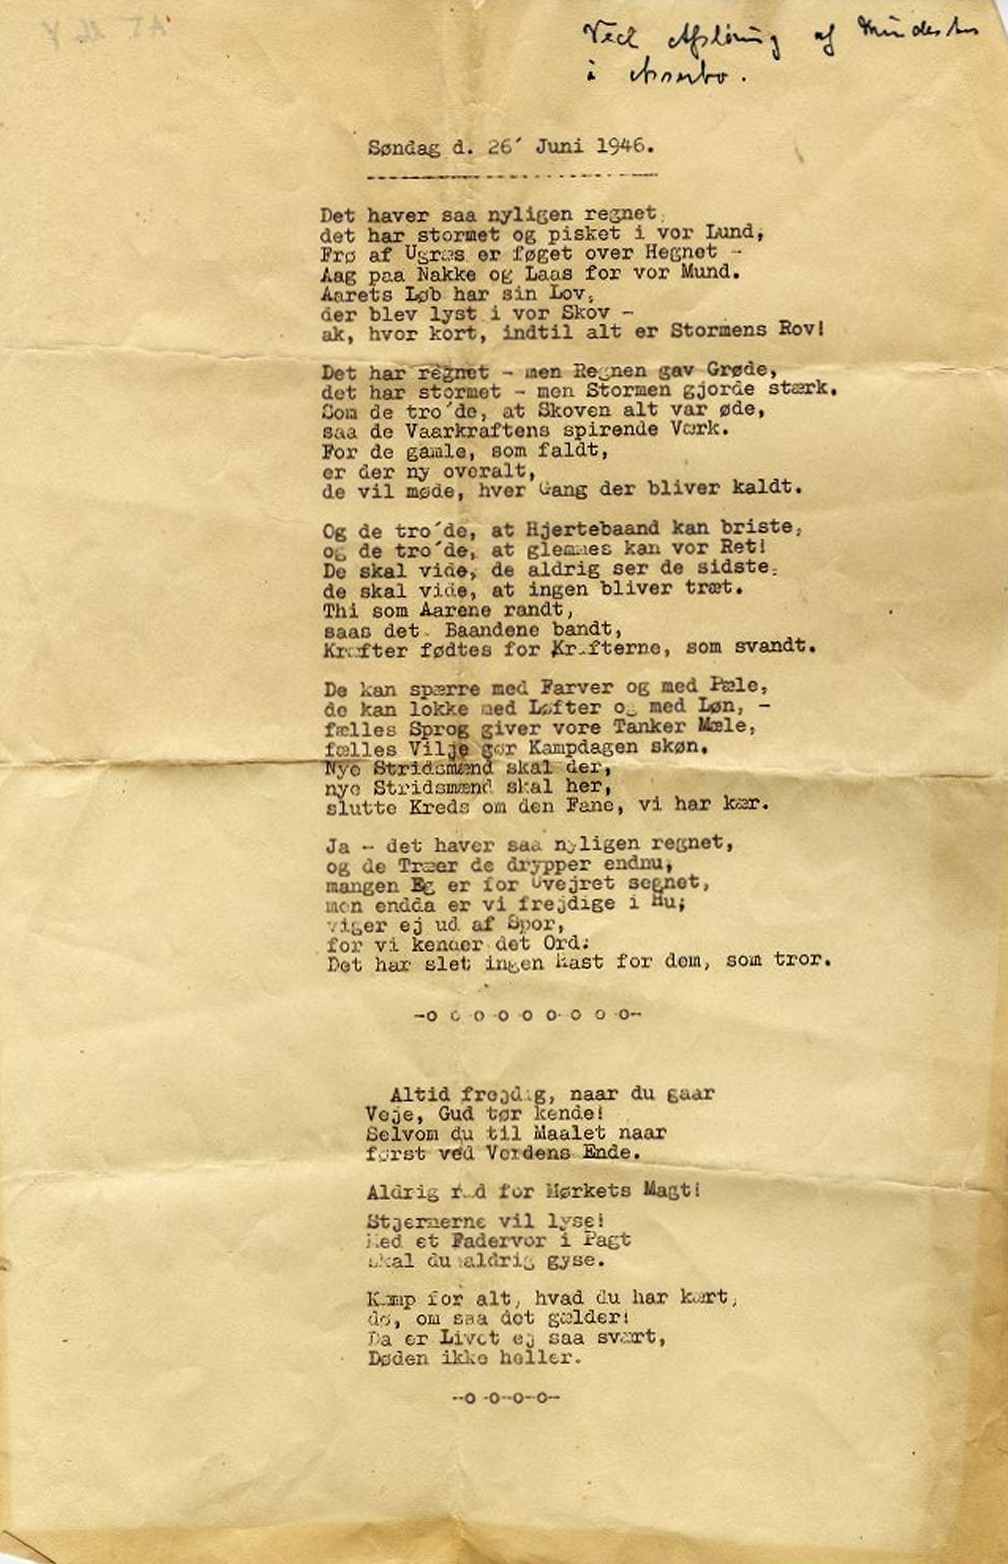 Ved Afsløring af Mindesten
i Asserbo.
Søndag d. 26´ Juni 1946.
Det haver saa nyligen regnet,
det har stormet og pisket i vor Lund,
Frø af Ugræs er føget over Hegnet -
Aag paa Nakke og Laas for vor Mund.
Aarets Løb har sin Lov,
der blev lyst i vor Skov -
ak, hvor kort, indtil alt er Stormens Rov!
Det har regnet - men Regnen gav Grøde,
det har stormet - men Stormen gjorde stærk.
Som de tro´de, at Skoven alt var øde,
saa de Vaarkraftens spirende Værk.
For de gamle, som faldt,
er der ny overalt,
de vil møde, hver Gang der bliver kaldt.
Og de tro´de, at Hjertebaand kan briste,
og de tro´de, at glemmes kan vor Ret!
De skal vide, de aldrig ser de sidste,
de skal vide, at ingen bliver træt.
Thi som Aarene randt,
saas det. Baandene bandt,
Kræfter fødtes for Kræfterne, som svandt.
De kan spærre med Farver og med Pæle,
de kan lokke med Løfter og med Løn, -
fælles Sprog giver vore Tanker Mæle,
fælles Vilje gør Kampdagen skøn.
Nye Stridsmænd skal der,
nye Stridsmænd skal her,
slutte Kreds om den Fane, vi har kær.
Ja - det haver saa nyligen regnet,
og de Træer de drypper endnu,
mangen Eg er for Uvejret segnet,
men endda er vi frejdige i Hu;
viger ej ud af Spor,
for vi kender det Ord:
Det har slet ingen Hast for dem, som tror.
-o o o o o o o o o-
Altid frejdig, naar du gaar
Veje, Gud tør kende!
Selvom du til Maalet naar
først ved Verdens Ende.
Aldrig ræd for Mørkets Magt!
Stjernerne vil lyse!
Med et Fadervor i Pagt
skal du aldrig gyse.
Kæmp for alt, hvad du har kært,
dø, om saa det gælder!
Da er Livet ej saa svært,
Døden ikke heller.
-o-o-o-o-